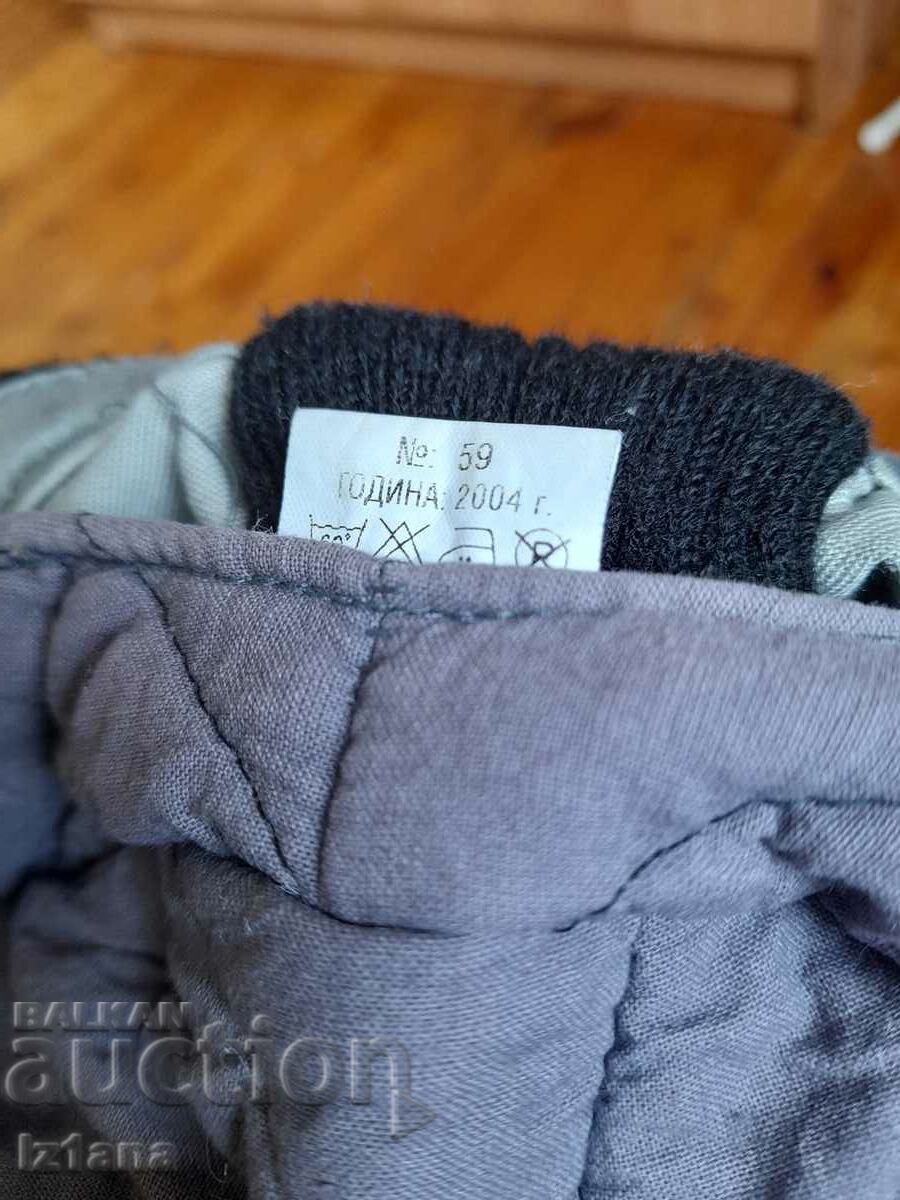 №: 59
ГОДИНА: 2004 г.
P
BALKAN
auction
Iz1ana